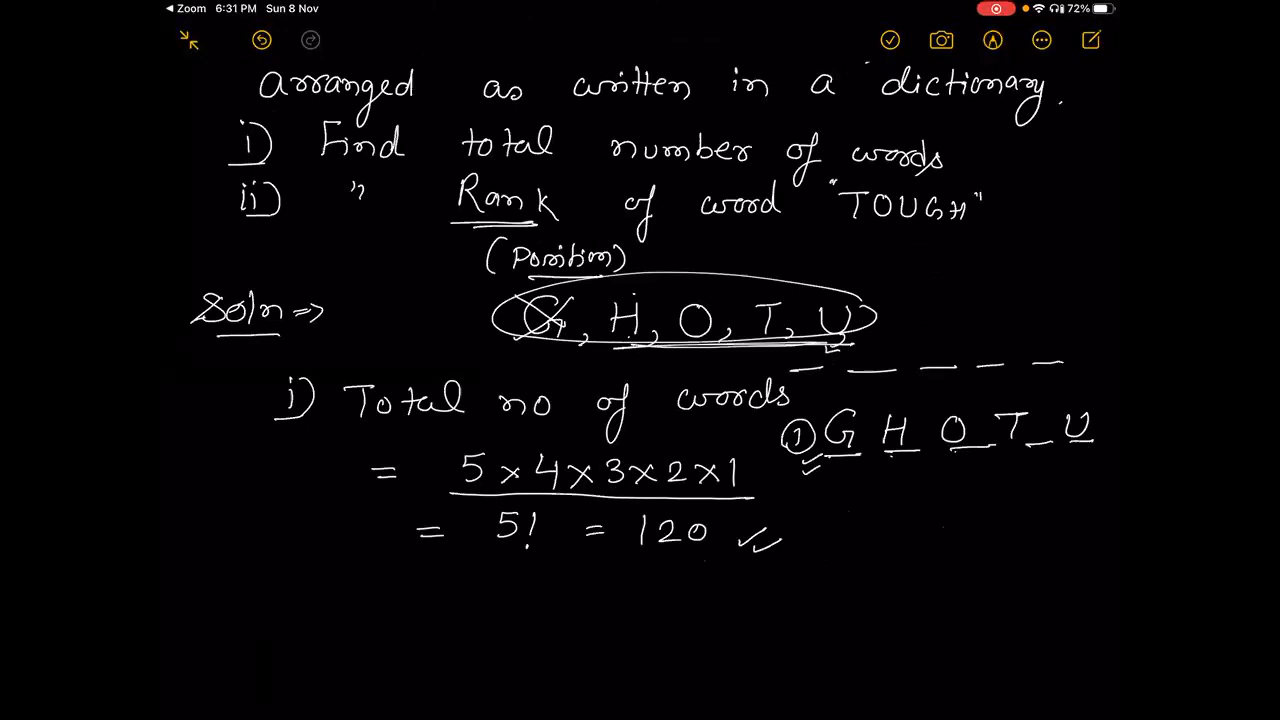 Zoom 6:31 PM Sun 8 Nov 72%
arranged as written in a dictionary.
i) Find total number of words
ii) " Rank of word "TOUGH"
(Position)
Soln => G, H, O, T, U
i) Total no of words
① G H O T U
= 5 × 4 × 3 × 2 × 1
= 5! = 120